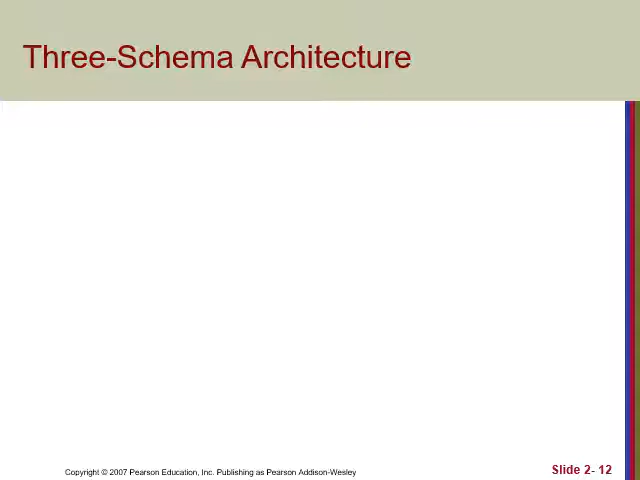 Three-Schema Architecture
Copyright © 2007 Pearson Education, Inc. Publishing as Pearson Addison-Wesley
Slide 2- 12